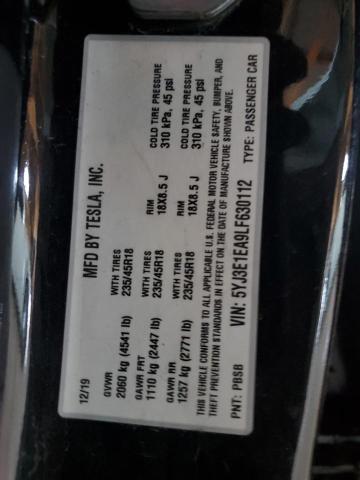 MFD BY TESLA, INC.
12/19
GVWR
2060 kg (4541 lb)
WITH TIRES
235/45R18
RIM
18X8.5 J
COLD TIRE PRESSURE
310 kPa, 45 psi
GAWR FRT
1110 kg (2447 lb)
WITH TIRES
235/45R18
RIM
18X8.5 J
COLD TIRE PRESSURE
310 kPa, 45 psi
GAWR RR
1257 kg (2771 lb)
THIS VEHICLE CONFORMS TO ALL APPLICABLE U.S. FEDERAL MOTOR VEHICLE SAFETY, BUMPER, AND
THEFT PREVENTION STANDARDS IN EFFECT ON THE DATE OF MANUFACTURE SHOWN ABOVE.
PNT: PBSB VIN: 5YJ3E1EA9LF630112 TYPE: PASSENGER CAR